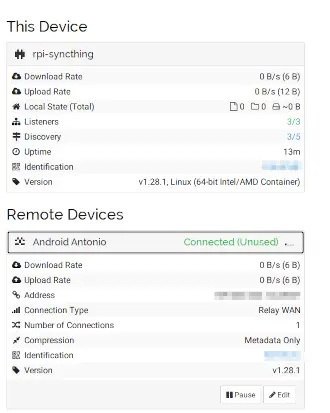 This Device
rpi-syncthing
Download Rate 0 B/s (6 B)
Upload Rate 0 B/s (12 B)
Local State (Total) 0 0 ~0 B
Listeners 3/3
Discovery 3/5
Uptime 13m
Identification
Version v1.28.1, Linux (64-bit Intel/AMD Container)
Remote Devices
Android Antonio Connected (Unused)
Download Rate 0 B/s (6 B)
Upload Rate 0 B/s (6 B)
Address
Connection Type Relay WAN
Number of Connections 1
Compression Metadata Only
Identification
Version v1.28.1
Pause Edit